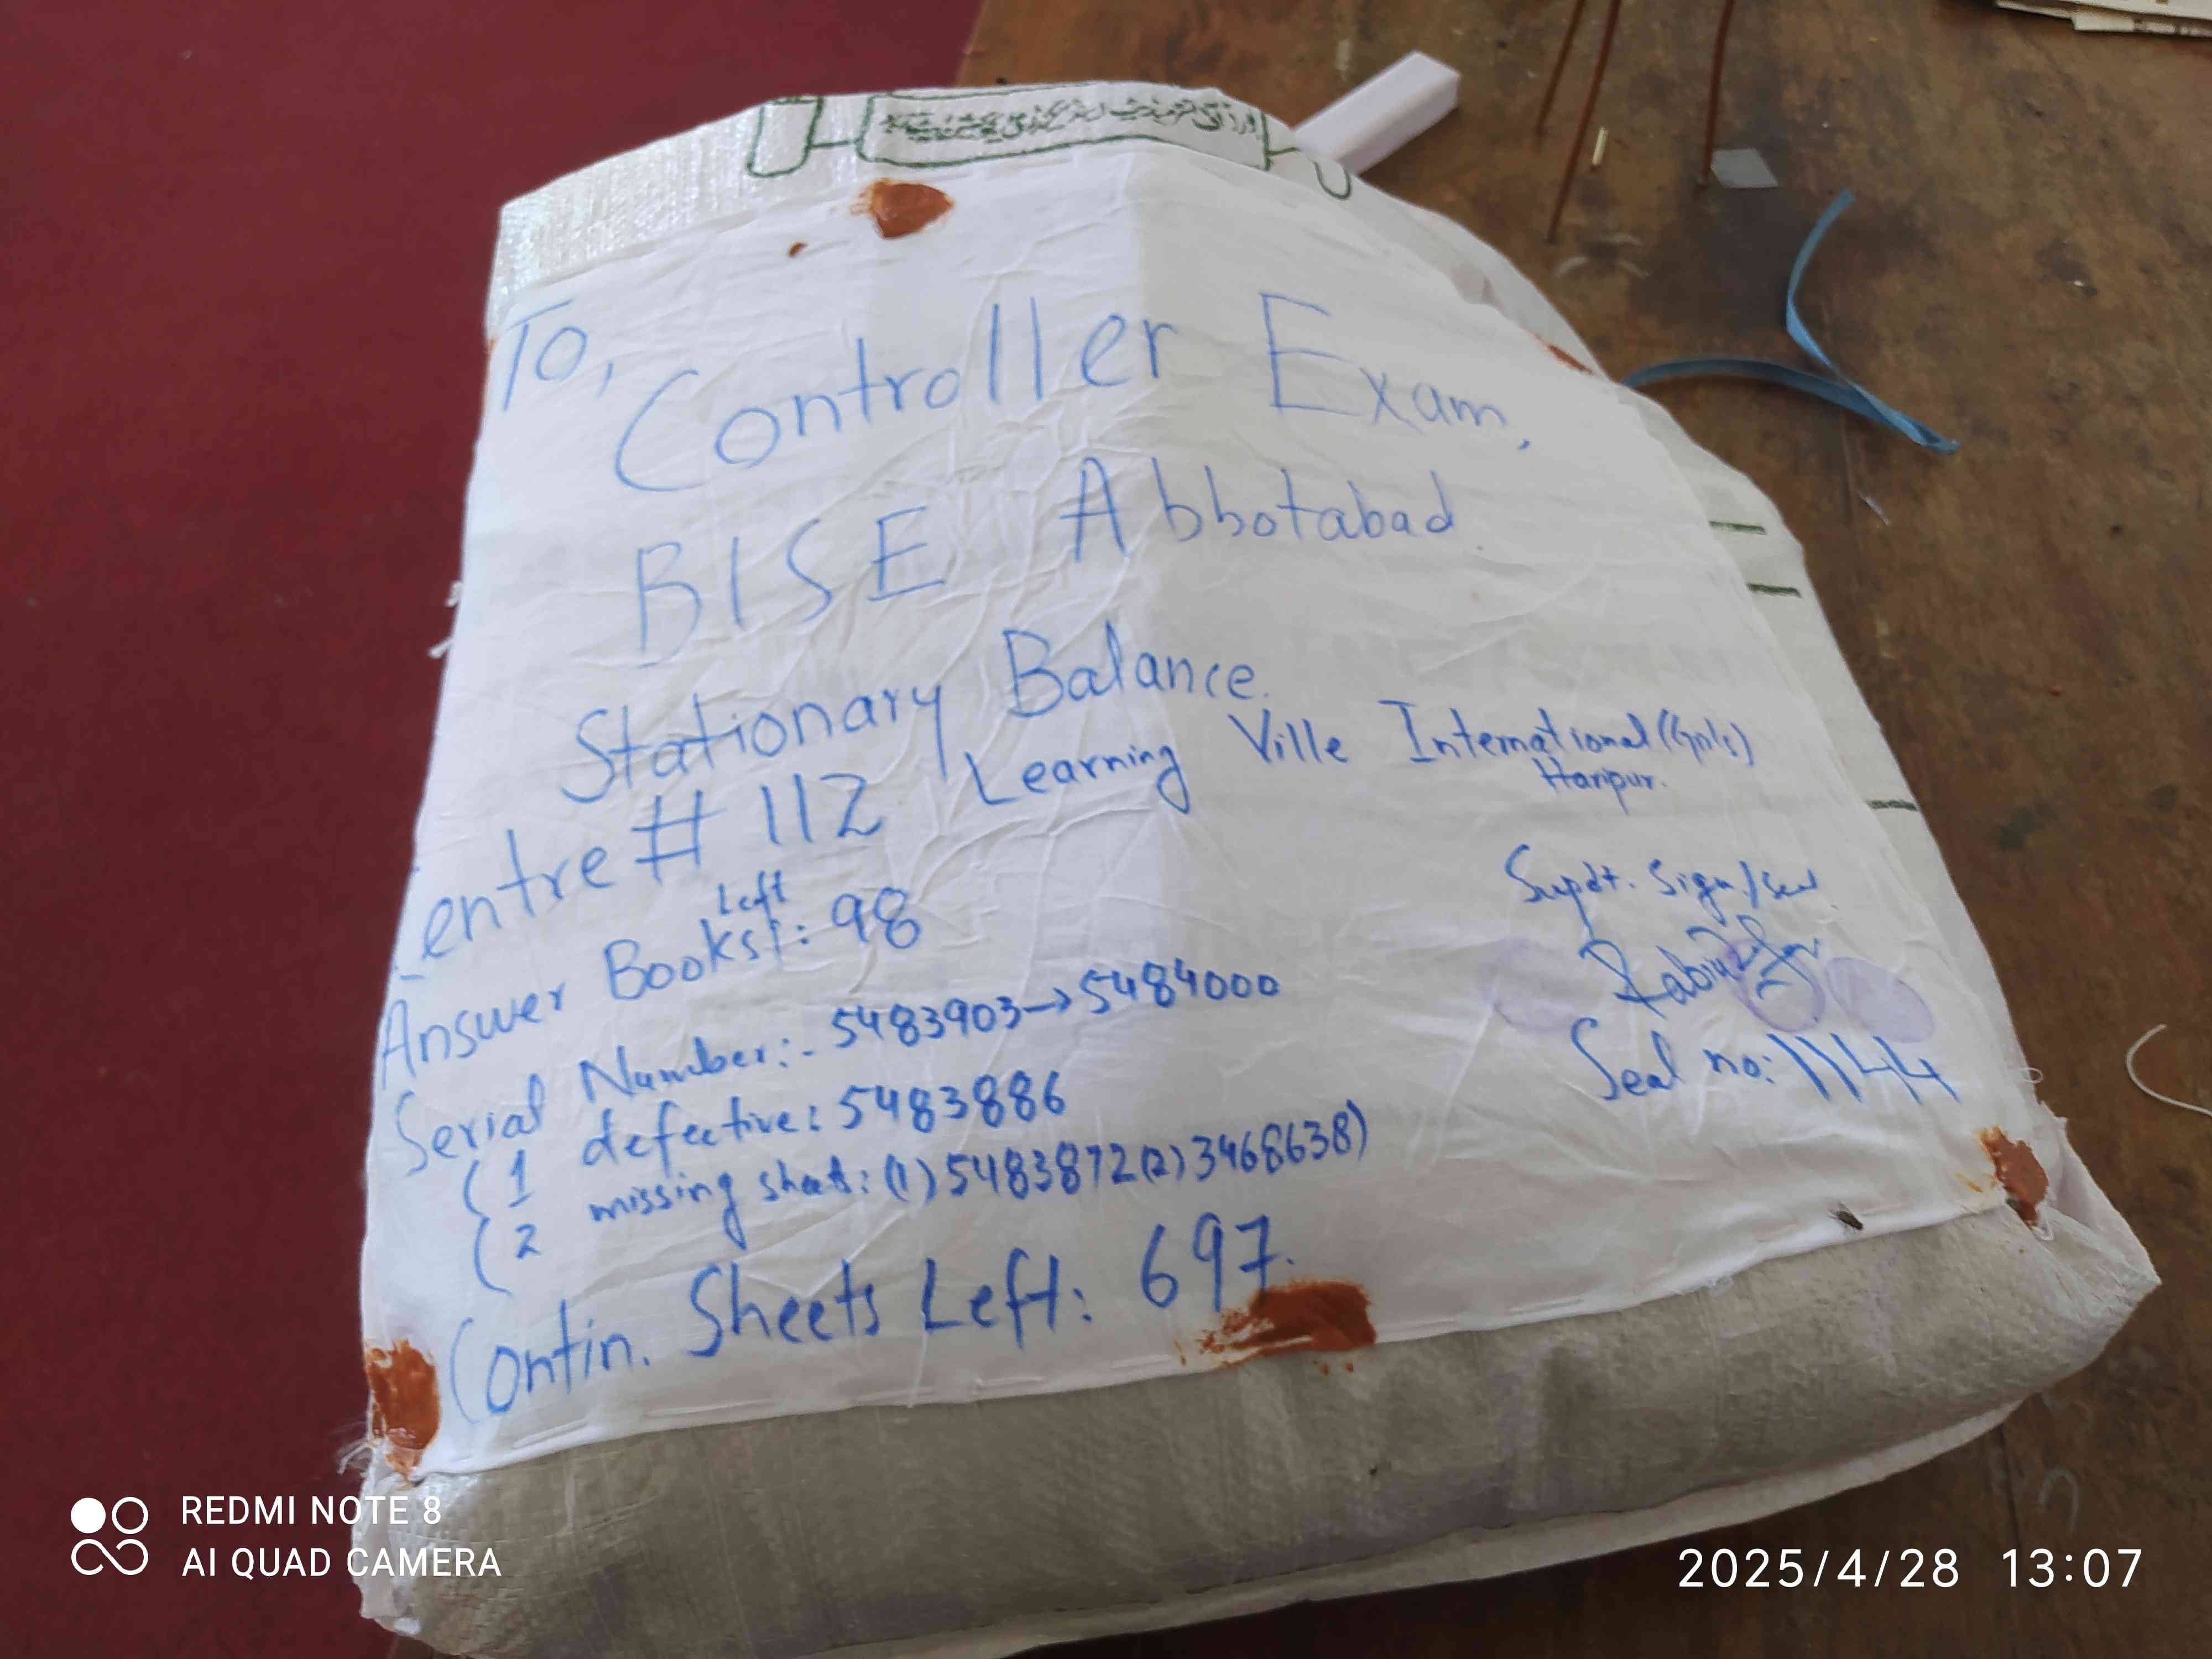 To,
Controller Exam,
BISE Abbotabad.
Stationary Balance.
Centre # 112 Learning Ville International (Girls)
Haripur.
Answer Books Left: 98
Serial Number:- 5483903→5484000
(1 defective: 5483886
(2 missing sheets: (1) 5483872 (2) 3468638)
Contin. Sheets Left: 697.
Supdt. Sign/Seal
Rabia
Seal no: 1144
REDMI NOTE 8
AI QUAD CAMERA
2025/4/28 13:07